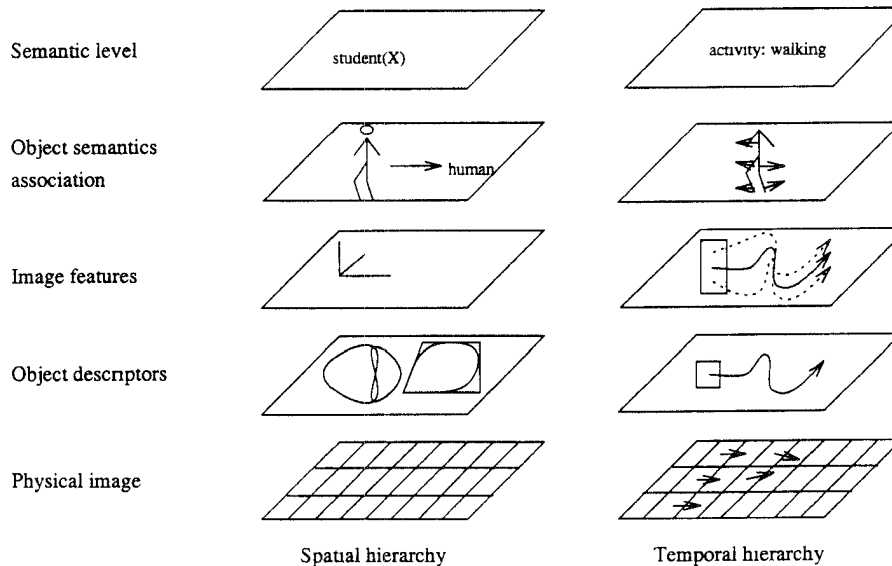 Semantic level
student(X)
activity: walking
Object semantics
association
human
Image features
Object descriptors
Physical image
Spatial hierarchy
Temporal hierarchy